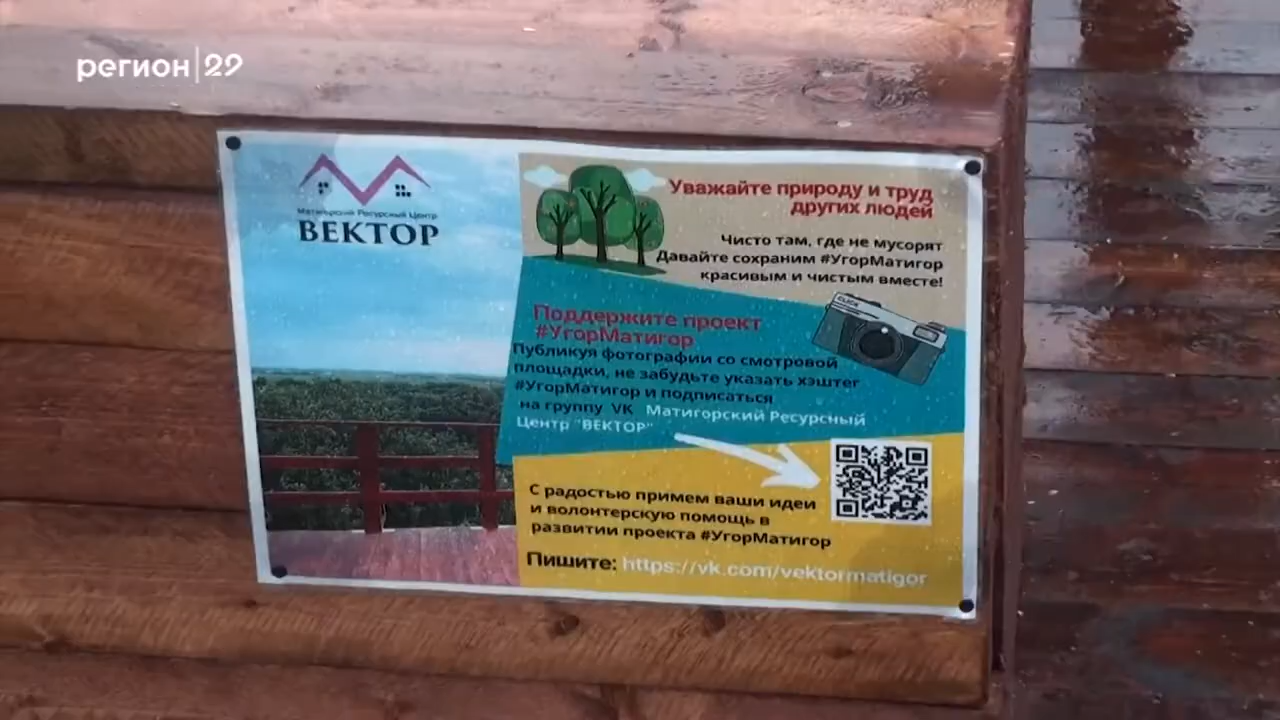 регион|29
Матигорский Ресурсный Центр
ВЕКТОР
Уважайте природу и труд
других людей
Чисто там, где не мусорят
Давайте сохраним #УгорМатигор
красивым и чистым вместе!
CLICK
Поддержите проект
#УгорМатигор
Публикуя фотографии со смотровой
площадки, не забудьте указать хэштег
#УгорМатигор и подписаться
на группу VK Матигорский Ресурсный
Центр "ВЕКТОР"
С радостью примем ваши идеи
и волонтерскую помощь в
развитии проекта #УгорМатигор
Пишите: https://vk.com/vektormatigor